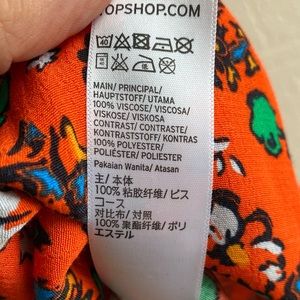 TOPSHOP.COM
40
MAIN/ PRINCIPAL/
HAUPTSTOFF/ UTAMA
100% VISCOSE/ VISCOSA/
VISKOSE/ VISKOSA
CONTRAST/ CONTRASTE/
KONTRASTSTOFF/ KONTRAS
100% POLYESTER/
POLIÉSTER/ POLIESTER
Pakaian Wanita/ Atasan
主/ 本体
100% 粘胶纤维/ ビス
コース
对比布/ 対照
100% 聚酯纤维/ ポリ
エステル